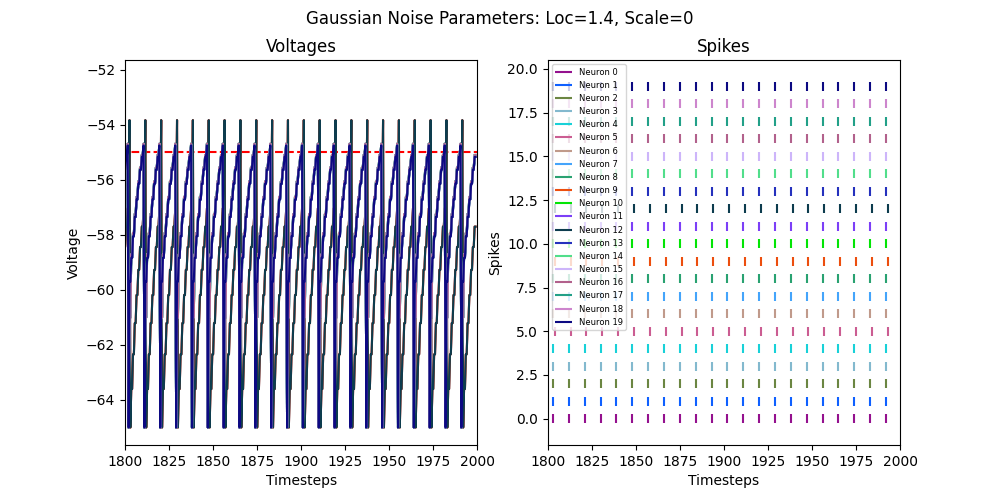 Gaussian Noise Parameters: Loc=1.4, Scale=0
Voltages
−52
−54
−56
−58
−60
−62
−64
Voltage
1800 1825 1850 1875 1900 1925 1950 1975 2000
Timesteps
Spikes
20.0
17.5
15.0
12.5
10.0
7.5
5.0
2.5
0.0
Spikes
Neuron 0
Neuron 1
Neuron 2
Neuron 3
Neuron 4
Neuron 5
Neuron 6
Neuron 7
Neuron 8
Neuron 9
Neuron 10
Neuron 11
Neuron 12
Neuron 13
Neuron 14
Neuron 15
Neuron 16
Neuron 17
Neuron 18
Neuron 19
1800 1825 1850 1875 1900 1925 1950 1975 2000
Timesteps